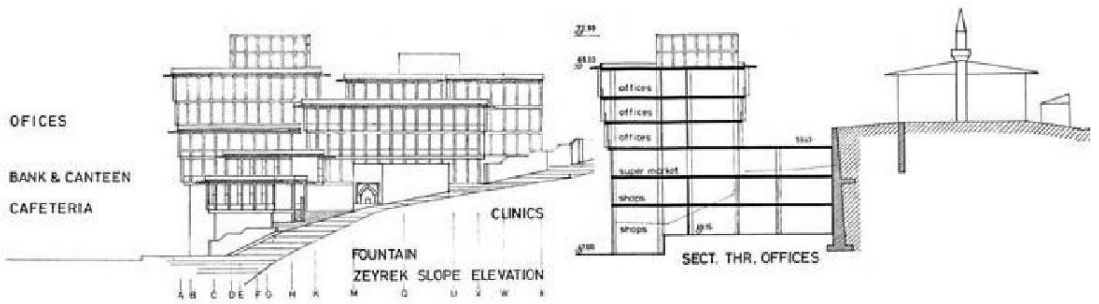 OFICES
BANK & CANTEEN
CAFETERIA
CLINICS
FOUNTAIN
ZEYREK SLOPE ELEVATION
A B C D E F G H K M Q U V W X
offices
offices
offices
super market
shops
shops
SECT. THR. OFFICES